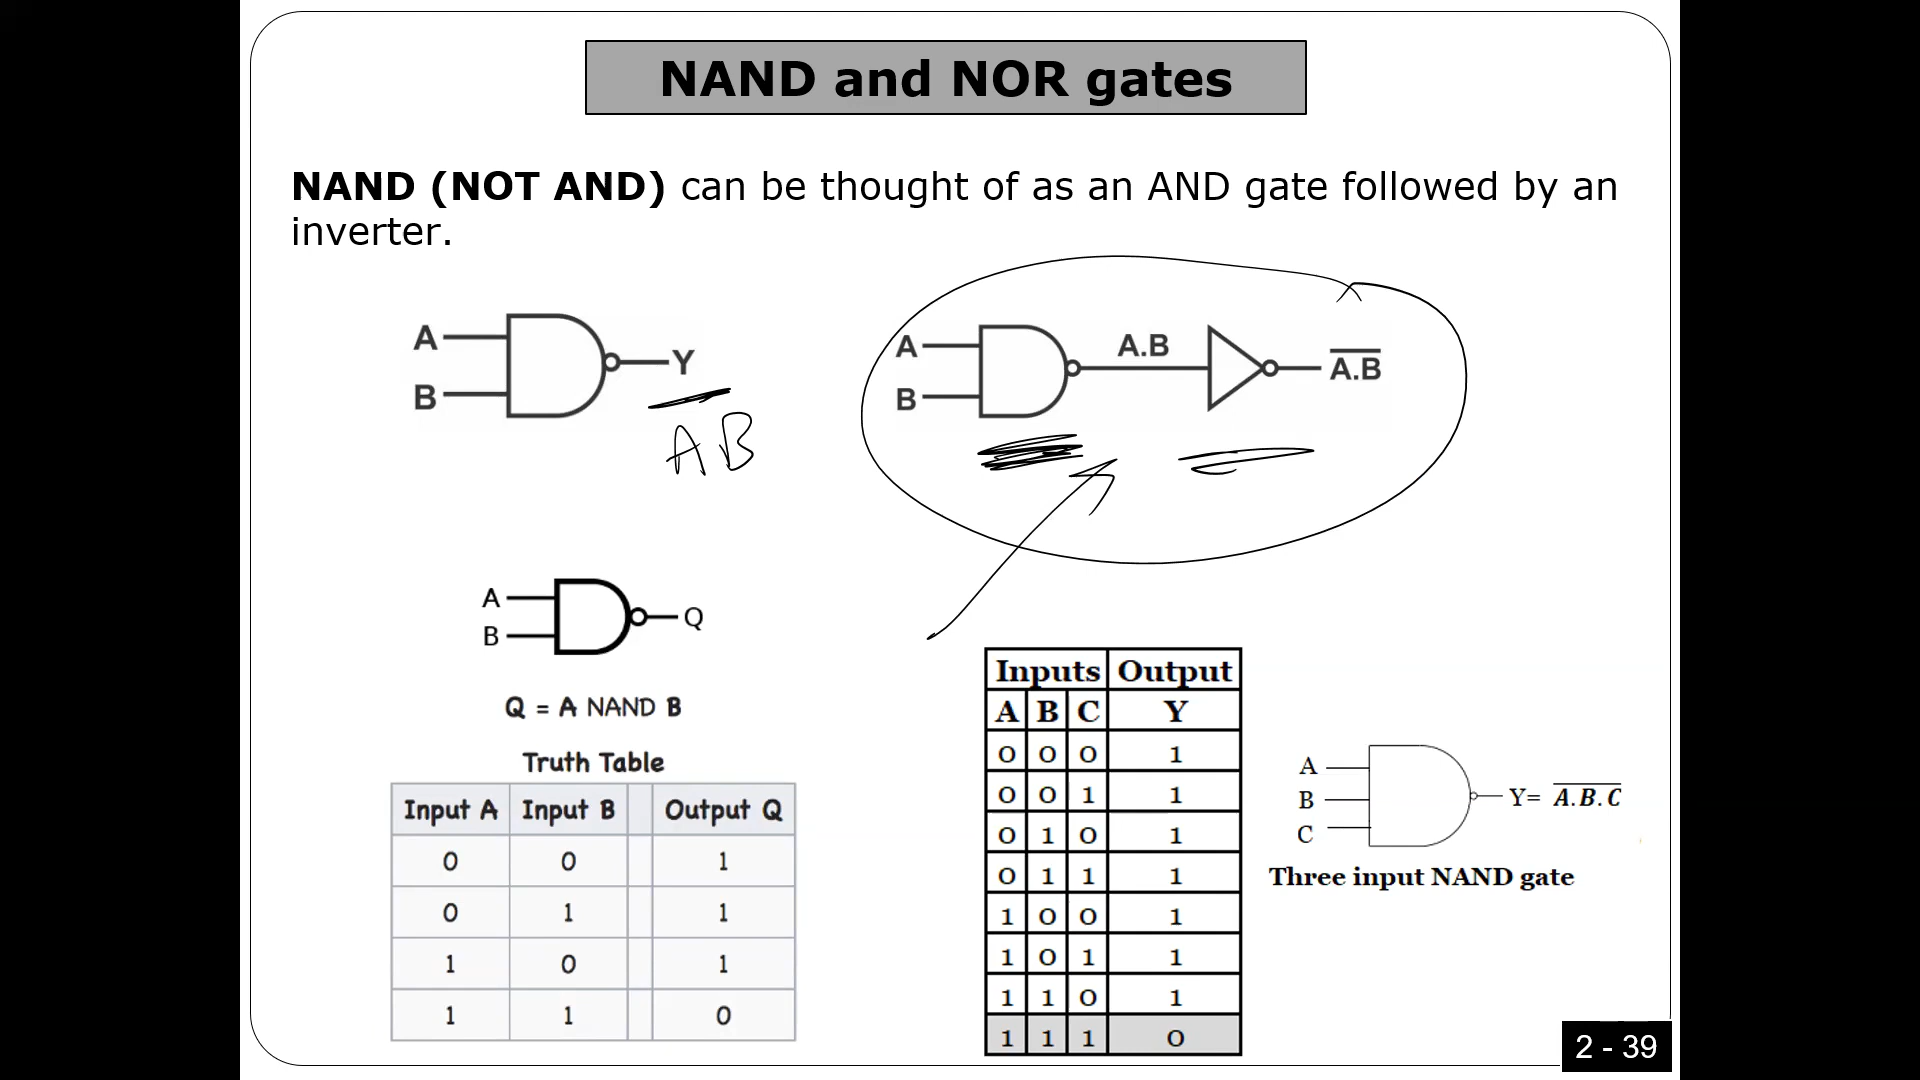 NAND and NOR gates
NAND (NOT AND) can be thought of as an AND gate followed by an
inverter.
A
B
Y
A B
A
B
A.B
A.B
A
B
Q
Q = A NAND B
Truth Table
Input A Input B Output Q
0 0 1
0 1 1
1 0 1
1 1 0
Inputs Output
A B C Y
0 0 0 1
0 0 1 1
0 1 0 1
0 1 1 1
1 0 0 1
1 0 1 1
1 1 0 1
1 1 1 0
A
B
C
Y= A.B.C
Three input NAND gate
2 - 39